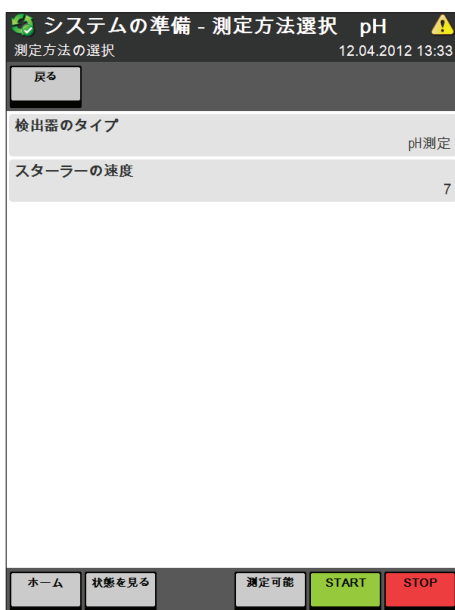 システムの準備 - 測定方法選択 pH
測定方法の選択 12.04.2012 13:33
戻る
検出器のタイプ
pH測定
スターラーの速度
7
ホーム 状態を見る 測定可能 START STOP